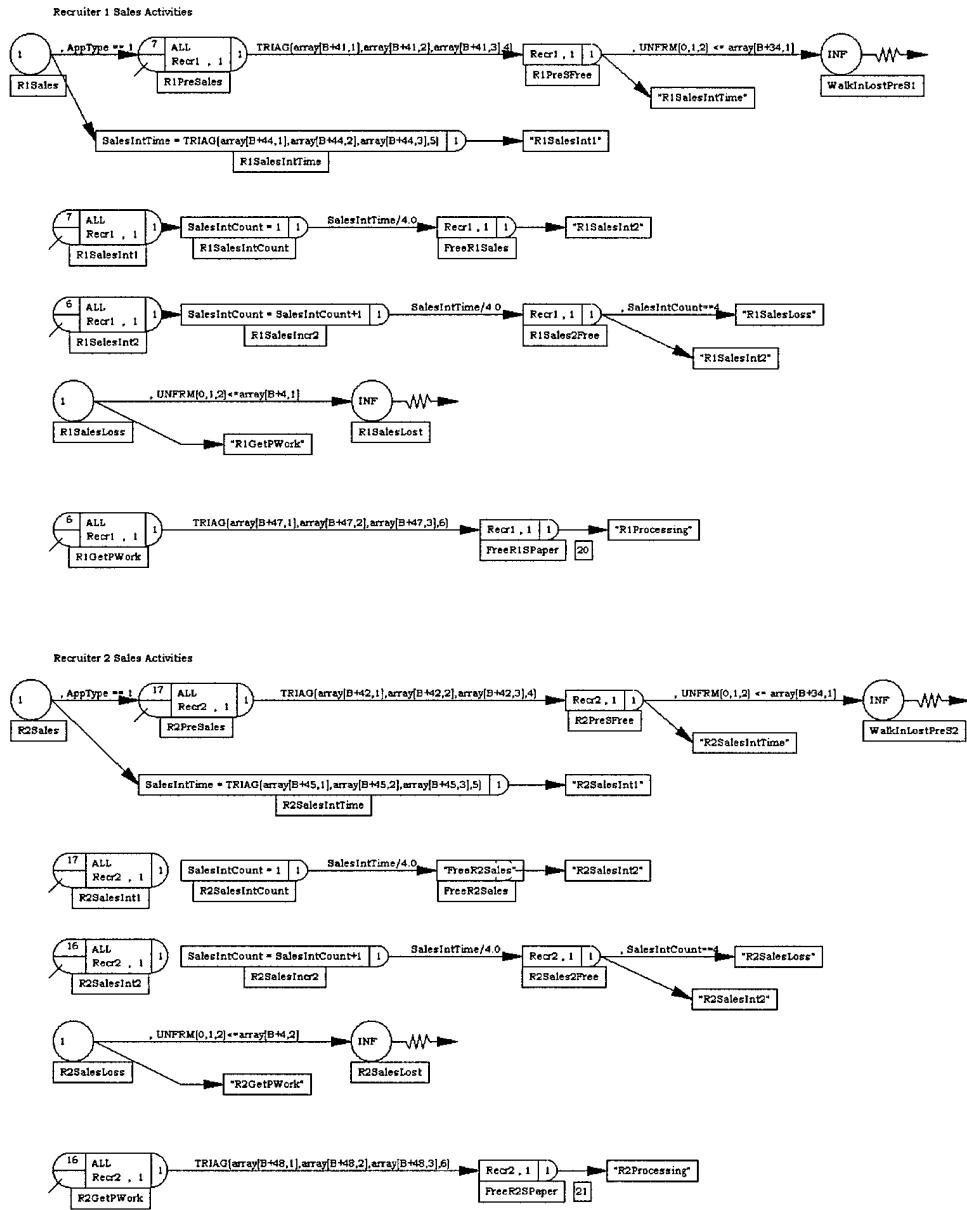 Recruiter 1 Sales Activities
1 , AppType == 1 7 ALL 1 TRIAG(array[B+41,1],array[B+41,2],array[B+41,3],4) Recr1, 1 1 , UNFRM[0,1,2] <= array[B+34,1] INF
Recr1 , 1
R1Sales R1PreSales R1PreSFree WalkInLostPreS1
"R1SalesIntTime"
SalesIntTime = TRIAG(array[B+44,1],array[B+44,2],array[B+44,3],5) 1 "R1SalesInt1"
R1SalesIntTime
7 ALL 1 SalesIntCount = 1 1 SalesIntTime/4.0, Recr1, 1 1 "R1SalesInt2"
Recr1 , 1
R1SalesInt1 R1SalesIntCount FreeR1Sales
6 ALL 1 SalesIntCount = SalesIntCount+1 1 SalesIntTime/4.0, Recr1, 1 1 , SalesIntCount==4 "R1SalesLoss"
Recr1 , 1
R1SalesInt2 R1SalesIncr2 R1Sales2Free "R1SalesInt2"
1 , UNFRM[0,1,2]<=array[B+4,1] INF
R1SalesLoss R1SalesLost
"R1GetPWork"
6 ALL 1 TRIAG(array[B+47,1],array[B+47,2],array[B+47,3],6) Recr1, 1 1 "R1Processing"
Recr1 , 1
R1GetPWork FreeR1SPaper 20
Recruiter 2 Sales Activities
1 , AppType == 1 17 ALL 1 TRIAG(array[B+42,1],array[B+42,2],array[B+42,3],4) Recr2, 1 1 , UNFRM[0,1,2] <= array[B+34,1] INF
Recr2 , 1
R2Sales R2PreSales R2PreSFree WalkInLostPreS2
"R2SalesIntTime"
SalesIntTime = TRIAG(array[B+45,1],array[B+45,2],array[B+45,3],5) 1 "R2SalesInt1"
R2SalesIntTime
17 ALL 1 SalesIntCount = 1 1 SalesIntTime/4.0, "FreeR2Sales" "R2SalesInt2"
Recr2 , 1
R2SalesInt1 R2SalesIntCount FreeR2Sales
16 ALL 1 SalesIntCount = SalesIntCount+1 1 SalesIntTime/4.0, Recr2, 1 1 , SalesIntCount==4 "R2SalesLoss"
Recr2 , 1
R2SalesInt2 R2SalesIncr2 R2Sales2Free "R2SalesInt2"
1 , UNFRM[0,1,2]<=array[B+4,2] INF
R2SalesLoss R2SalesLost
"R2GetPWork"
16 ALL 1 TRIAG(array[B+48,1],array[B+48,2],array[B+48,3],6) Recr2, 1 1 "R2Processing"
Recr2 , 1
R2GetPWork FreeR2SPaper 21